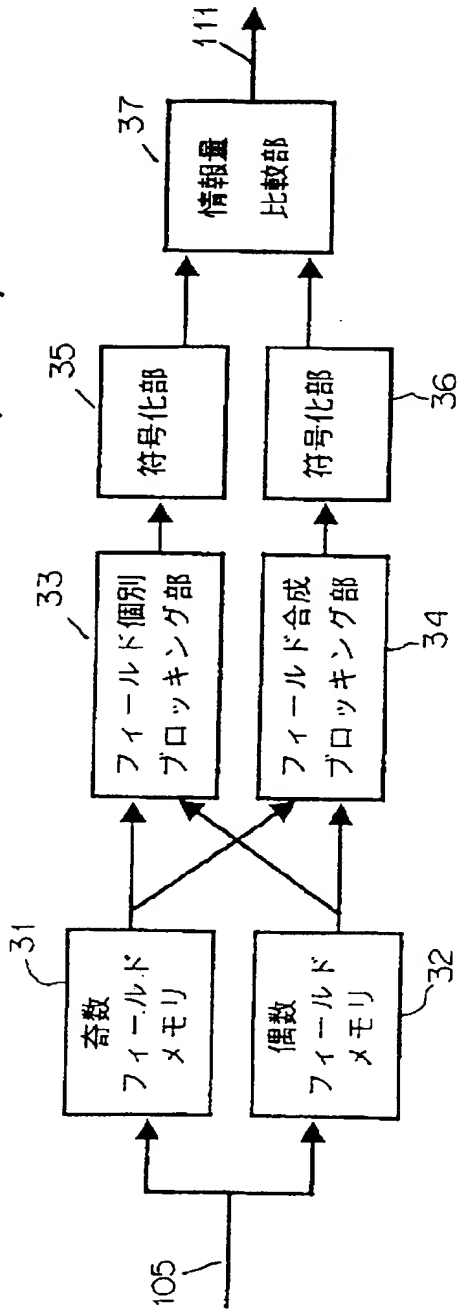 105
31
奇数
フィールド
メモリ
偶数
フィールド
メモリ
32
33
フィールド個別
ブロッキング部
フィールド合成
ブロッキング部
34
35
符号化部
符号化部
36
37
情報量
比較部
111